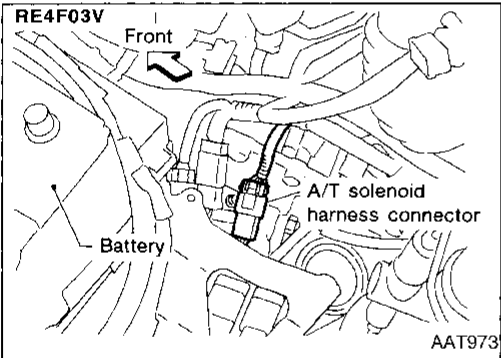 RE4F03V
Front
A/T solenoid
harness connector
Battery
AAT973